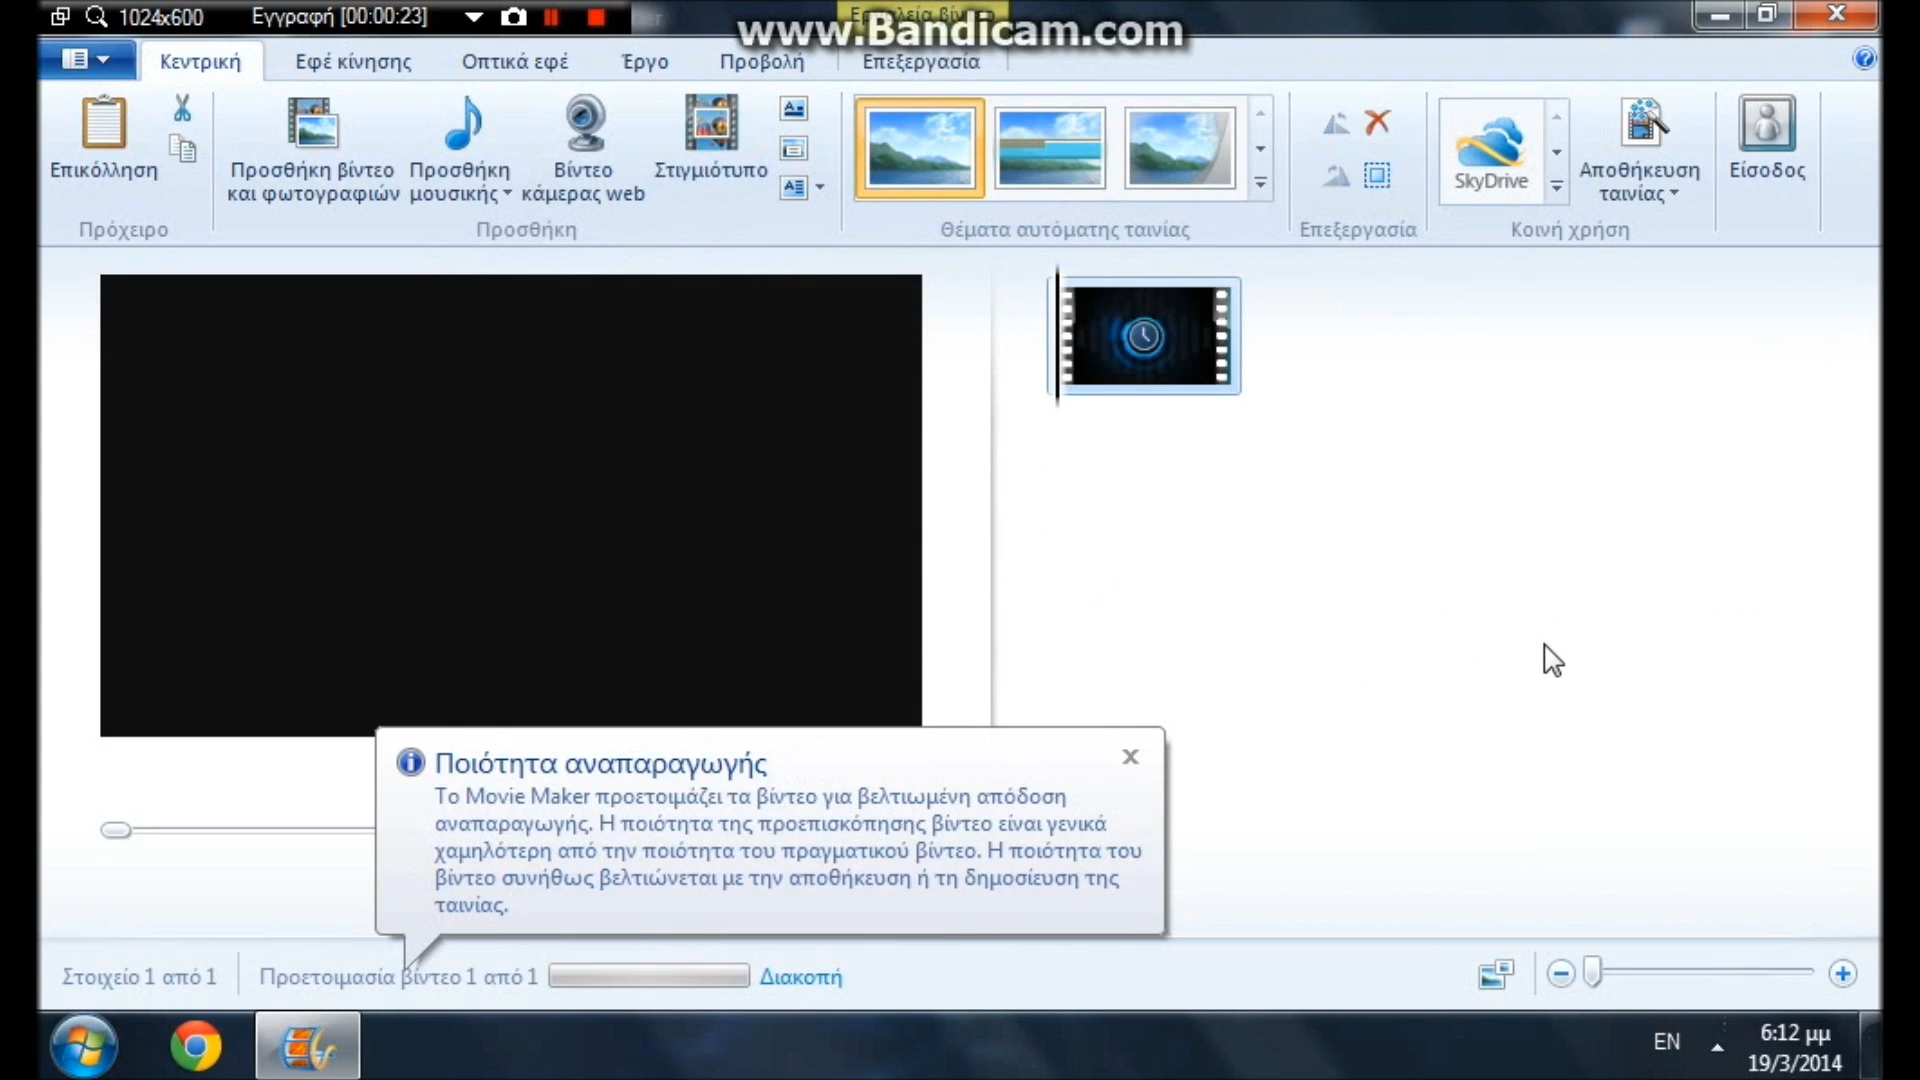 1024x600 Εγγραφή [00:00:23]
www.Bandicam.com
Εργαλεία βίντεο
Κεντρική Εφέ κίνησης Οπτικά εφέ Έργο Προβολή Επεξεργασία
Επικόλληση
Προσθήκη βίντεο
και φωτογραφιών
Προσθήκη
μουσικής
Βίντεο
κάμερας web
Στιγμιότυπο
SkyDrive
Αποθήκευση
ταινίας
Είσοδος
Πρόχειρο Προσθήκη Θέματα αυτόματης ταινίας Επεξεργασία Κοινή χρήση
Ποιότητα αναπαραγωγής
Το Movie Maker προετοιμάζει τα βίντεο για βελτιωμένη απόδοση
αναπαραγωγής. Η ποιότητα της προεπισκόπησης βίντεο είναι γενικά
χαμηλότερη από την ποιότητα του πραγματικού βίντεο. Η ποιότητα του
βίντεο συνήθως βελτιώνεται με την αποθήκευση ή τη δημοσίευση της
ταινίας.
Στοιχείο 1 από 1 Προετοιμασία βίντεο 1 από 1 Διακοπή
EN 6:12 μμ
19/3/2014